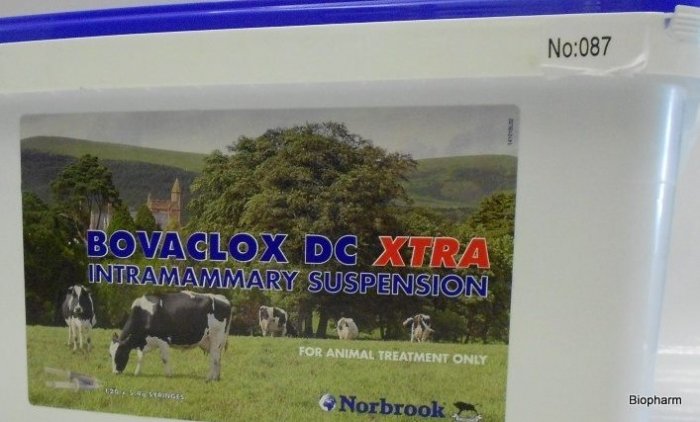 No:087
BOVACLOX DC XTRA
INTRAMAMMARY SUSPENSION
FOR ANIMAL TREATMENT ONLY
Norbrook
Biopharm